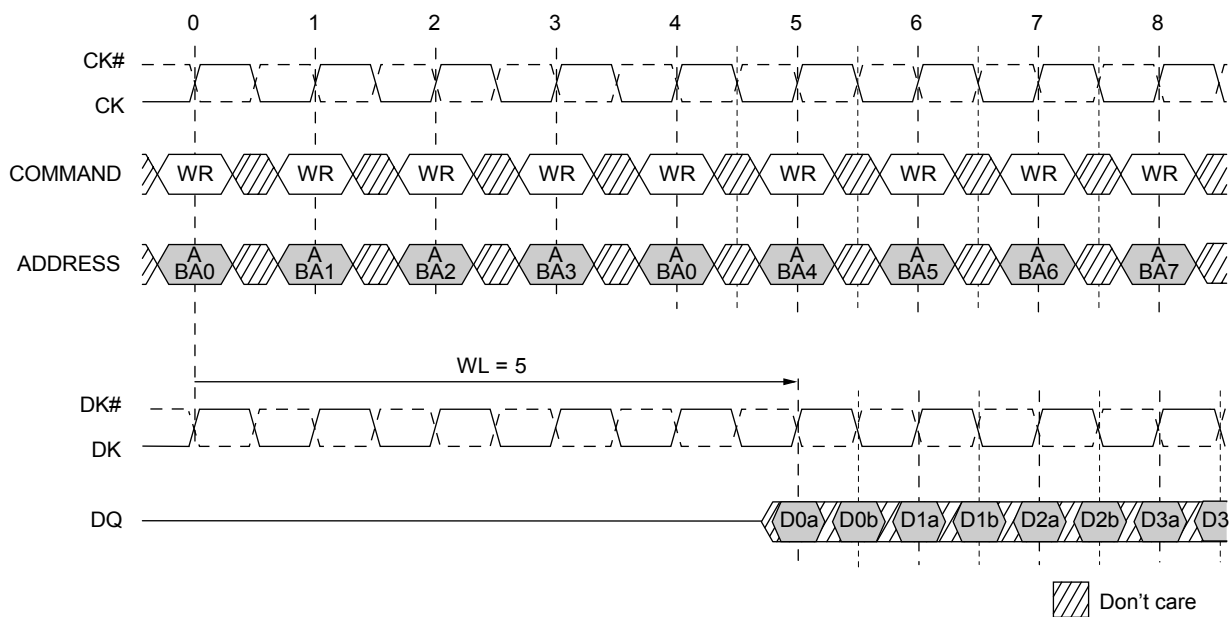 0 1 2 3 4 5 6 7 8
CK#
CK
COMMAND WR WR WR WR WR WR WR WR WR
ADDRESS A A A A A A A A A
BA0 BA1 BA2 BA3 BA0 BA4 BA5 BA6 BA7
WL = 5
DK#
DK
DQ D0a D0b D1a D1b D2a D2b D3a D3
Don't care